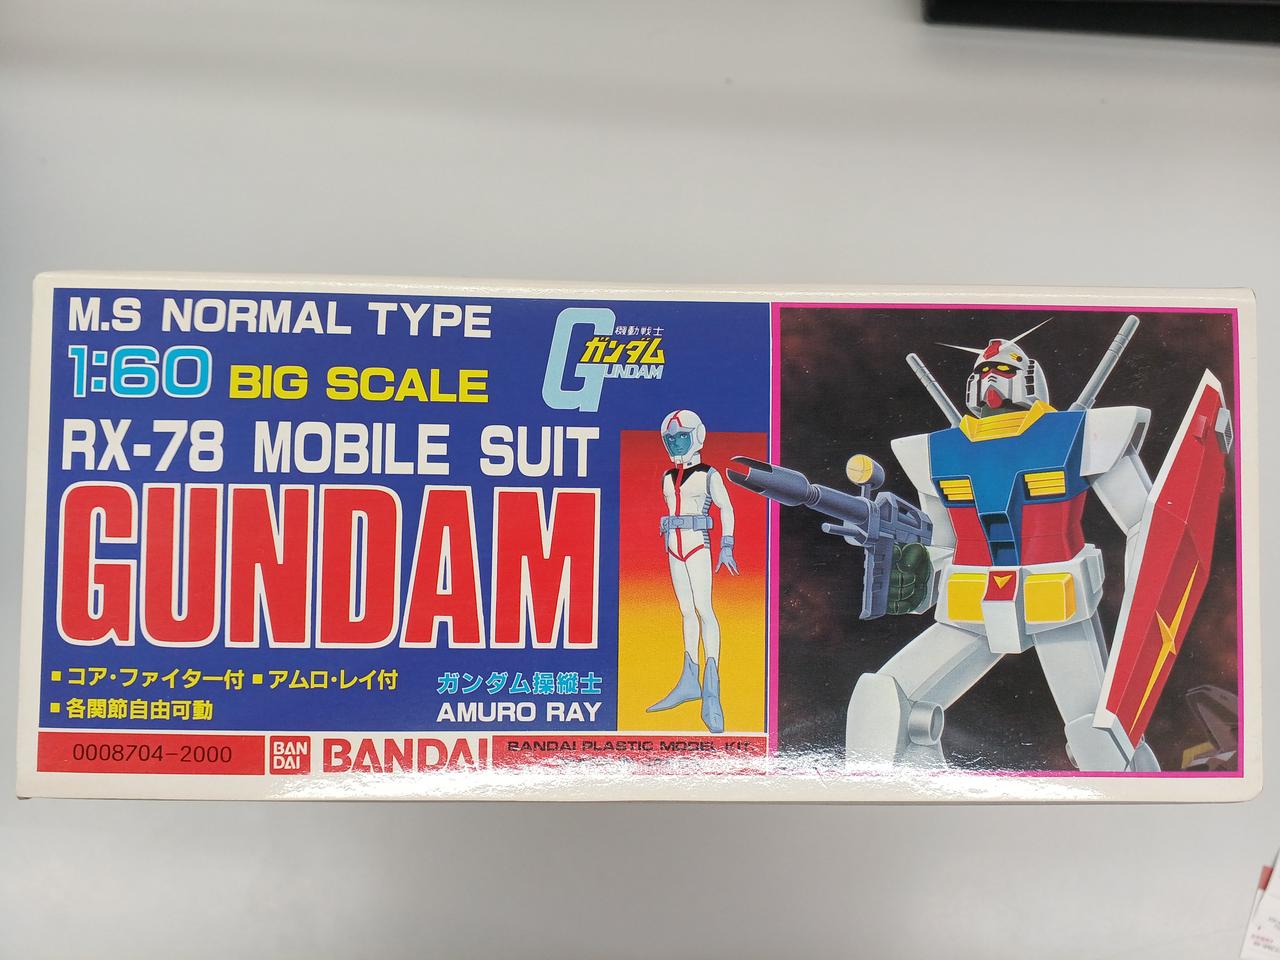 M.S NORMAL TYPE
1:60 BIG SCALE
機動戦士
ガンダム
GUNDAM
RX-78 MOBILE SUIT
GUNDAM
■コア・ファイター付 ■アムロ・レイ付
■各関節自由可動
ガンダム操縦士
AMURO RAY
0008704-2000
BAN
DAI
BANDAI
BANDAI PLASTIC MODEL KIT